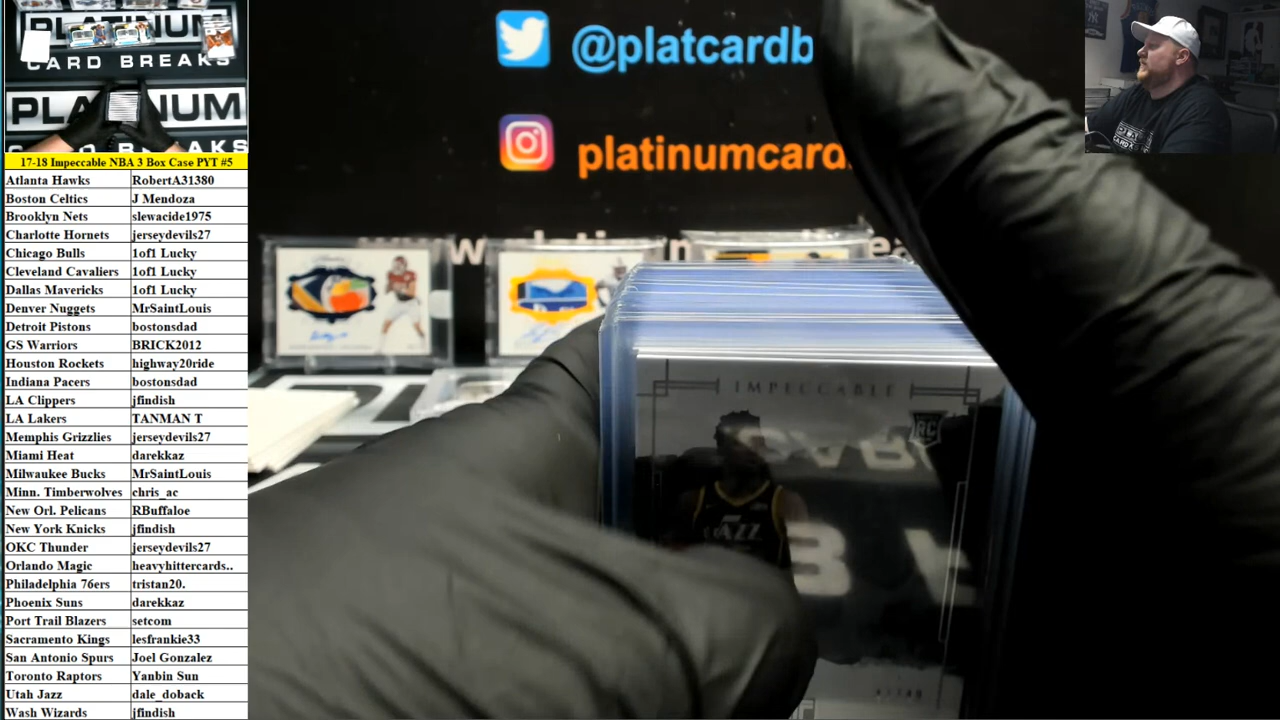 PLATINUM
CARD BREAKS
PLATINUM
CARD BREAKS
17-18 Impeccable NBA 3 Box Case PYT #5
Atlanta Hawks RobertA31380
Boston Celtics J Mendoza
Brooklyn Nets slewacide1975
Charlotte Hornets jerseydevils27
Chicago Bulls 1of1 Lucky
Cleveland Cavaliers 1of1 Lucky
Dallas Mavericks 1of1 Lucky
Denver Nuggets MrSaintLouis
Detroit Pistons bostonsdad
GS Warriors BRICK2012
Houston Rockets highway20ride
Indiana Pacers bostonsdad
LA Clippers jfindish
LA Lakers TANMAN T
Memphis Grizzlies jerseydevils27
Miami Heat darekkaz
Milwaukee Bucks MrSaintLouis
Minn. Timberwolves chris_ac
New Orl. Pelicans RBuffaloe
New York Knicks jfindish
OKC Thunder jerseydevils27
Orlando Magic heavyhittercards..
Philadelphia 76ers tristan20.
Phoenix Suns darekkaz
Port Trail Blazers setcom
Sacramento Kings lesfrankie33
San Antonio Spurs Joel Gonzalez
Toronto Raptors Yanbin Sun
Utah Jazz dale_doback
Wash Wizards jfindish
@platcardb
platinumcard
IMPECCABLE
RC
JAZZ